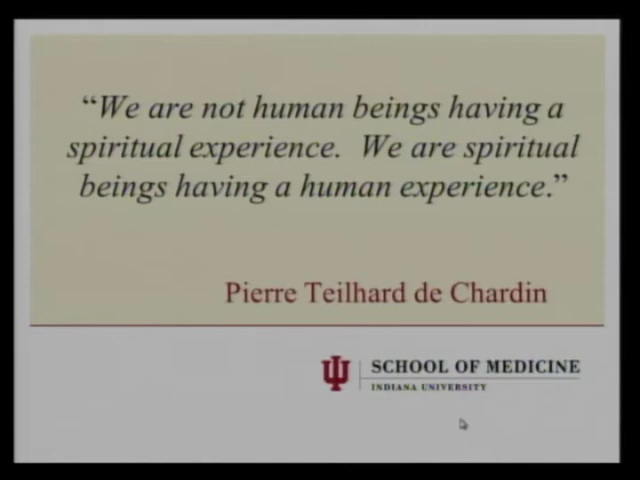 “We are not human beings having a
spiritual experience.  We are spiritual
beings having a human experience.”
Pierre Teilhard de Chardin
SCHOOL OF MEDICINE
INDIANA UNIVERSITY